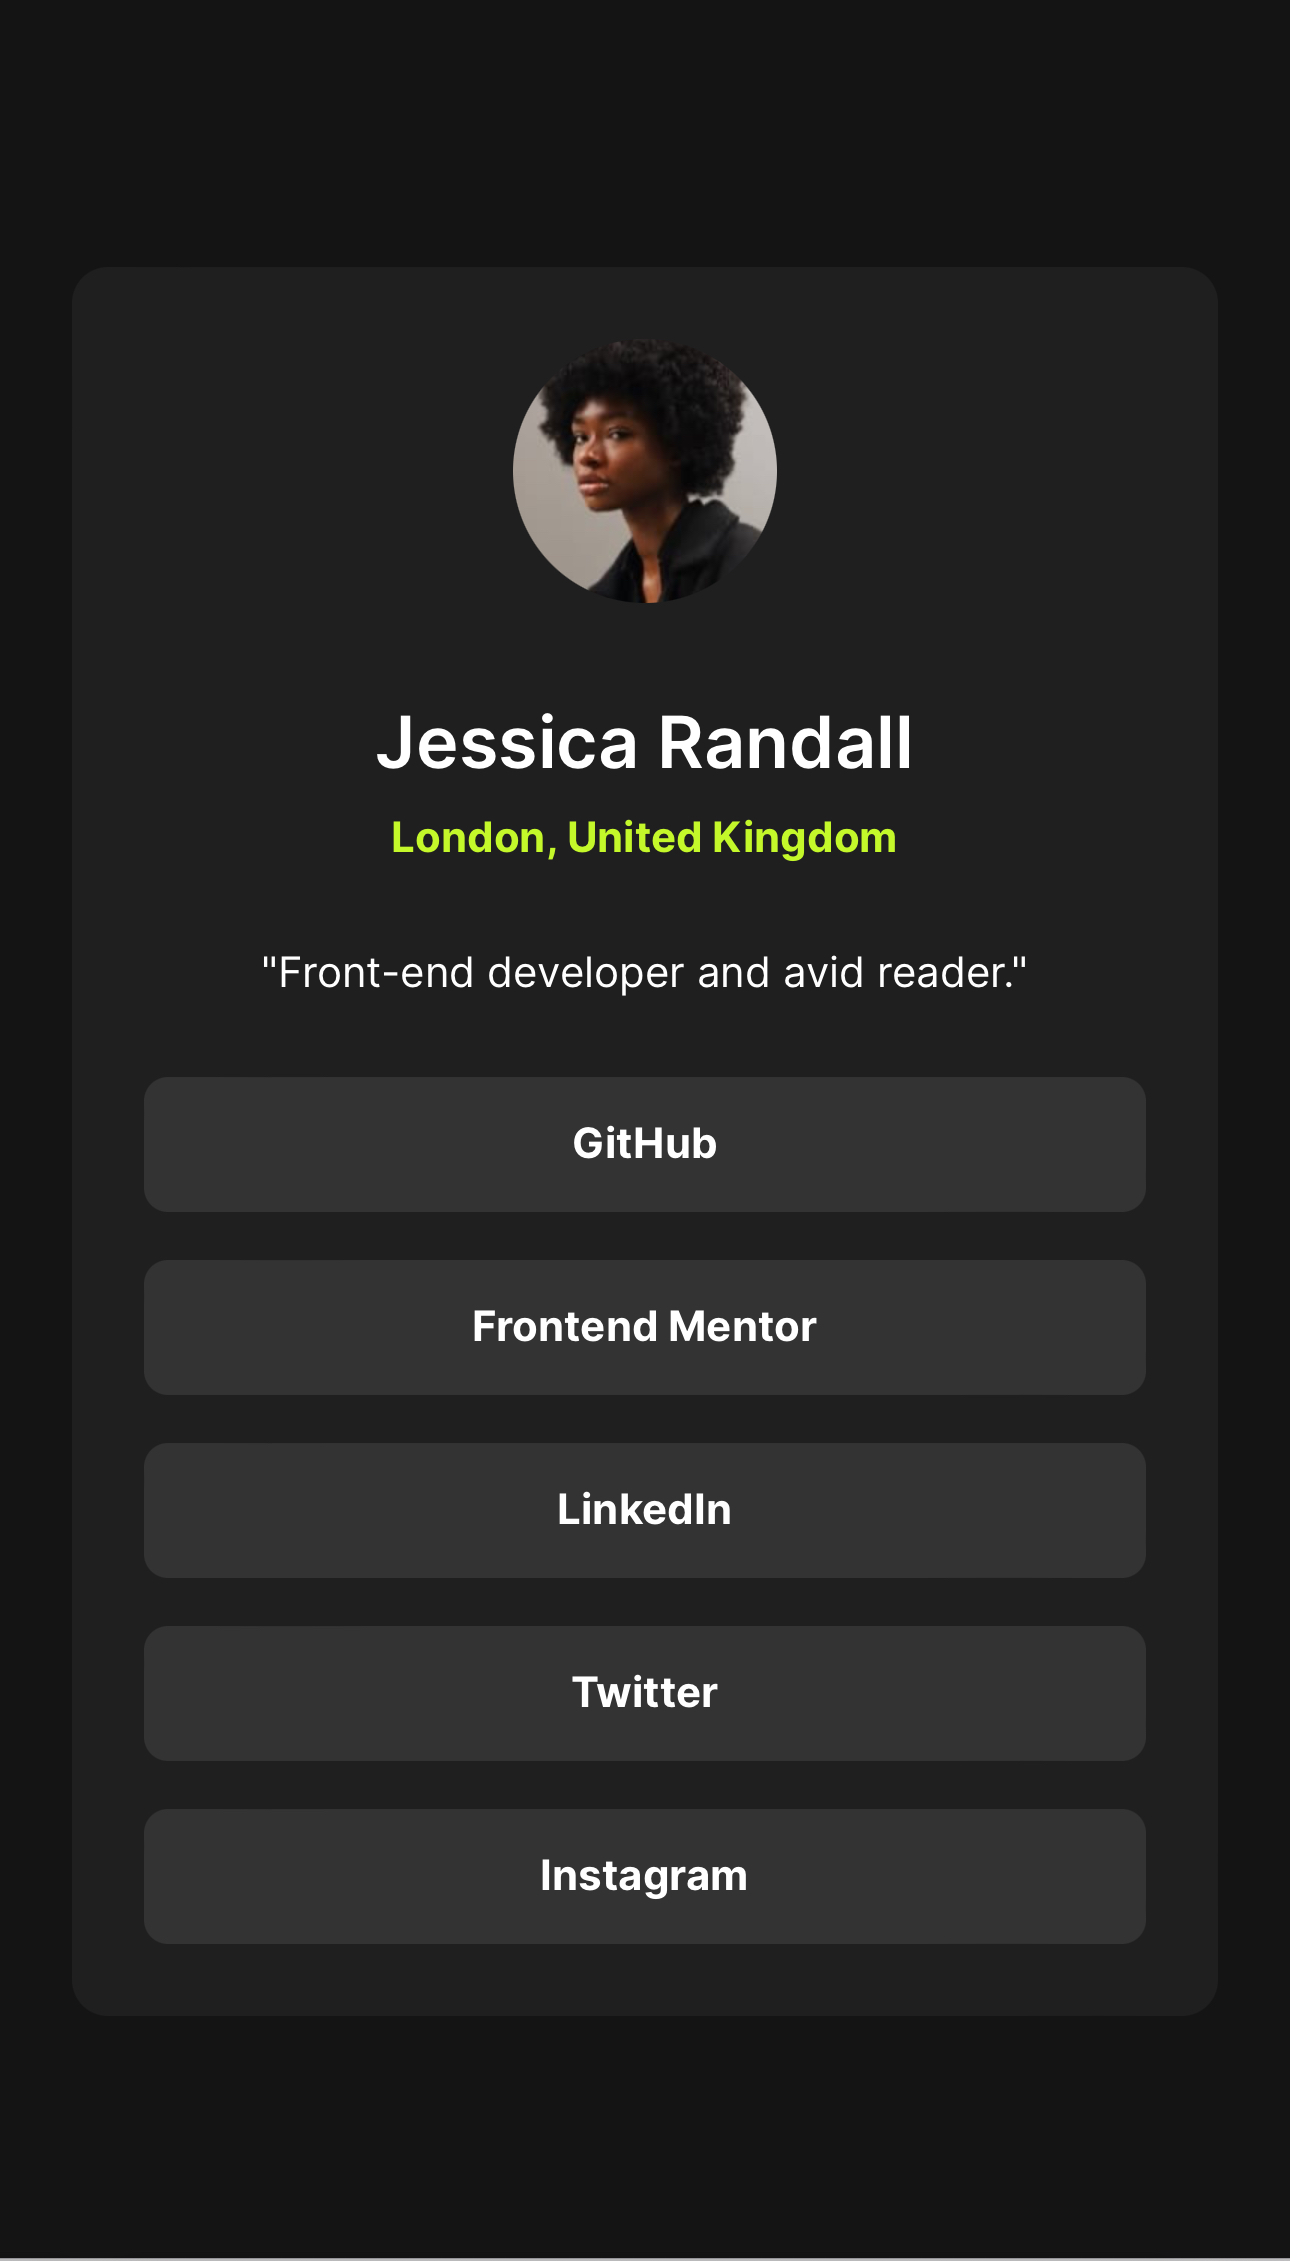 Jessica Randall
London, United Kingdom
"Front-end developer and avid reader."
GitHub
Frontend Mentor
LinkedIn
Twitter
Instagram